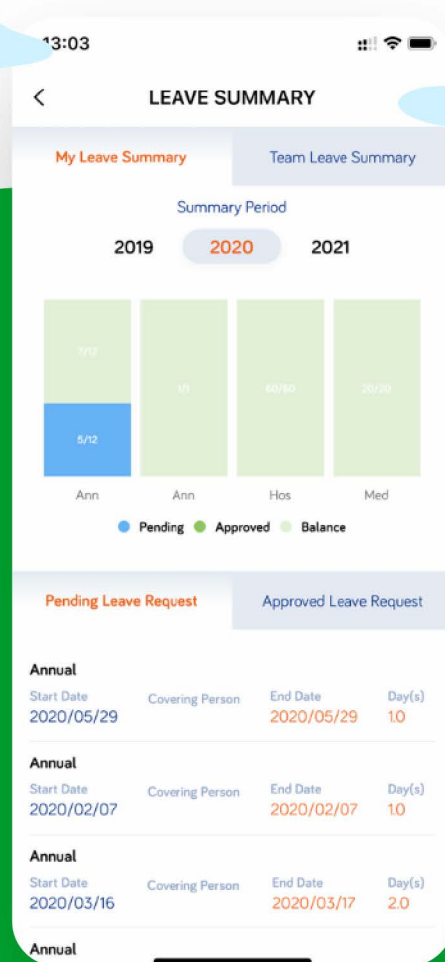 13:03
LEAVE SUMMARY
My Leave Summary Team Leave Summary
Summary Period
2019 2020 2021
7/12 1/1 60/60 20/20
5/12
Ann Ann Hos Med
Pending Approved Balance
Pending Leave Request Approved Leave Request
Annual
Start Date Covering Person End Date Day(s)
2020/05/29 2020/05/29 1.0
Annual
Start Date Covering Person End Date Day(s)
2020/02/07 2020/02/07 1.0
Annual
Start Date Covering Person End Date Day(s)
2020/03/16 2020/03/17 2.0
Annual